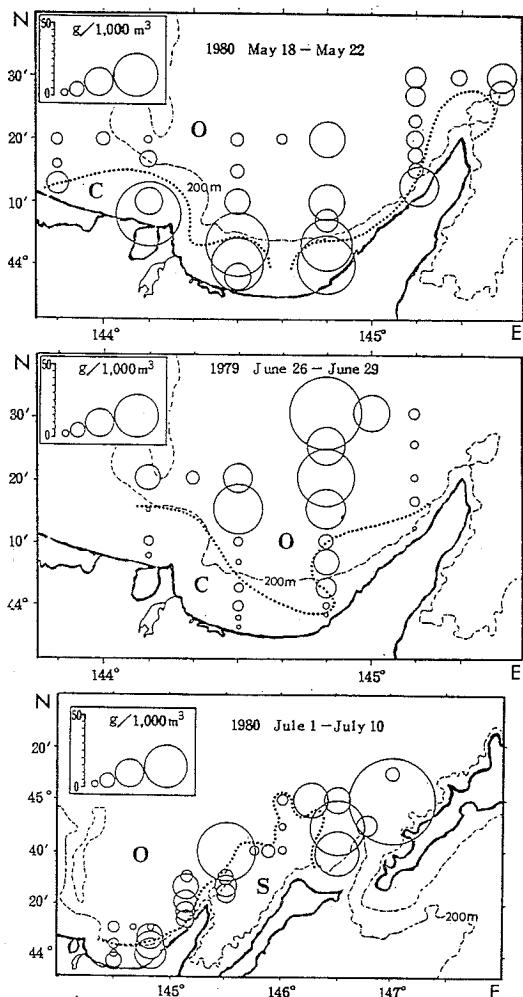 N
50
g/1,000 m³
0
1980 May 18 – May 22
30'
20'
O
10'
C
200m
44°
144°
145°
E
N
50
g/1,000 m³
0
1979 June 26 – June 29
30'
20'
10'
O
C
200m
44°
144°
145°
E
N
50
g/1,000 m³
0
1980 Jule 1 – July 10
20'
45°
40'
O
S
20'
200m
44°
145°
146°
147°
E